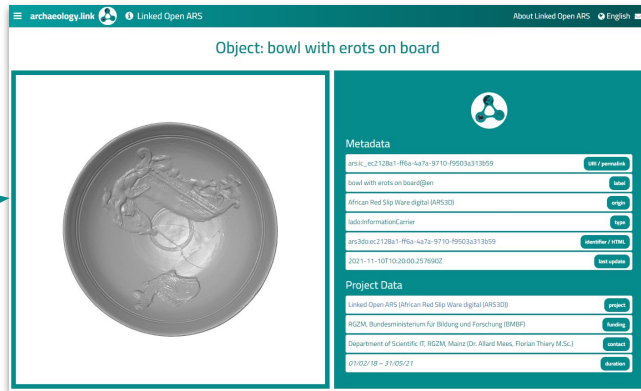 archaeology.link Linked Open ARS About Linked Open ARS English
Object: bowl with erots on board
Metadata
ars:ic_ec2128a1-ff6a-4a7a-9710-f9503a313b59 URI / permalink
bowl with erots on board@en label
African Red Slip Ware digital (ARS3D) origin
lado:InformationCarrier type
ars3do:ec2128a1-ff6a-4a7a-9710-f9503a313b59 identifier / HTML
2021-11-10T10:20:00.257690Z last update
Project Data
Linked Open ARS (African Red Slip Ware digital (ARS3D)) project
RGZM, Bundesministerium für Bildung und Forschung (BMBF) funding
Department of Scientific IT, RGZM, Mainz (Dr. Allard Mees, Florian Thiery M.Sc.) contact
01/02/18 – 31/05/21 duration